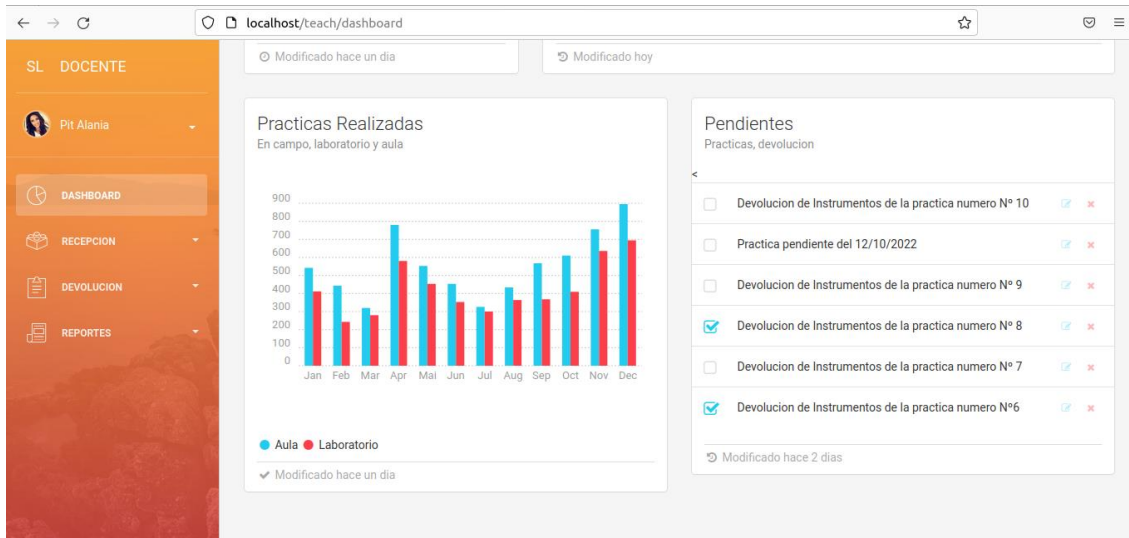 localhost/teach/dashboard
SL DOCENTE
Pit Alania
DASHBOARD
RECEPCION
DEVOLUCION
REPORTES
Modificado hace un dia
Modificado hoy
Practicas Realizadas
En campo, laboratorio y aula
900
800
700
600
500
400
300
200
100
0
Jan Feb Mar Apr Mai Jun Jul Aug Sep Oct Nov Dec
Aula Laboratorio
Modificado hace un dia
Pendientes
Practicas, devolucion
<
Devolucion de Instrumentos de la practica numero Nº 10
Practica pendiente del 12/10/2022
Devolucion de Instrumentos de la practica numero Nº 9
Devolucion de Instrumentos de la practica numero Nº 8
Devolucion de Instrumentos de la practica numero Nº 7
Devolucion de Instrumentos de la practica numero Nº6
Modificado hace 2 dias